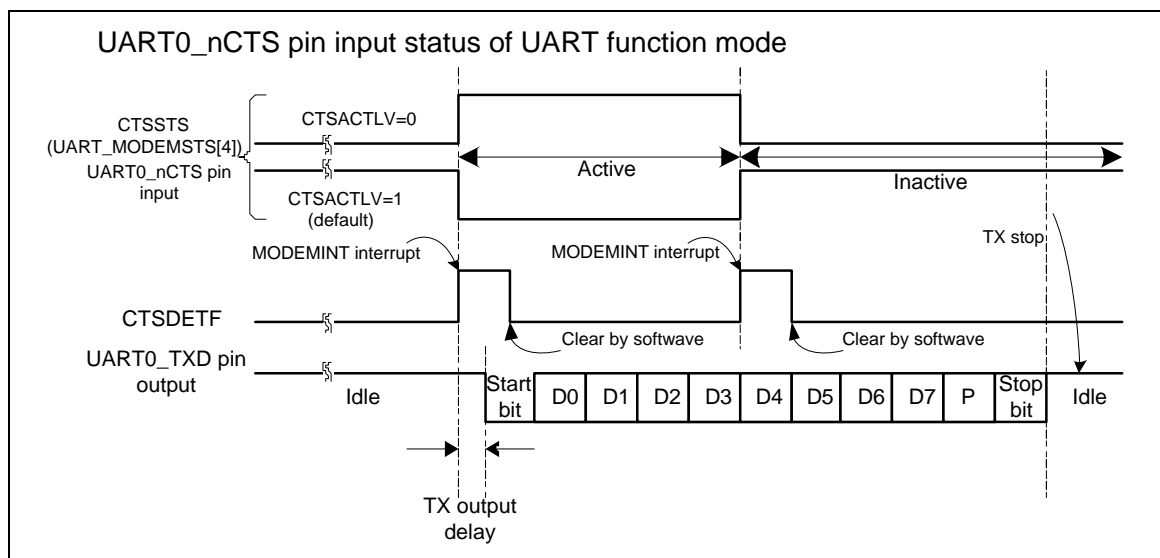 UART0_nCTS pin input status of UART function mode
CTSSTS
(UART_MODEMSTS[4])
UART0_nCTS pin
input
CTSACTLV=0
CTSACTLV=1
(default)
Active
Inactive
MODEMINT interrupt
MODEMINT interrupt
TX stop
CTSDETF
Clear by softwave
Clear by softwave
UART0_TXD pin
output
Idle
Start
bit
D0
D1
D2
D3
D4
D5
D6
D7
P
Stop
bit
Idle
TX output
delay